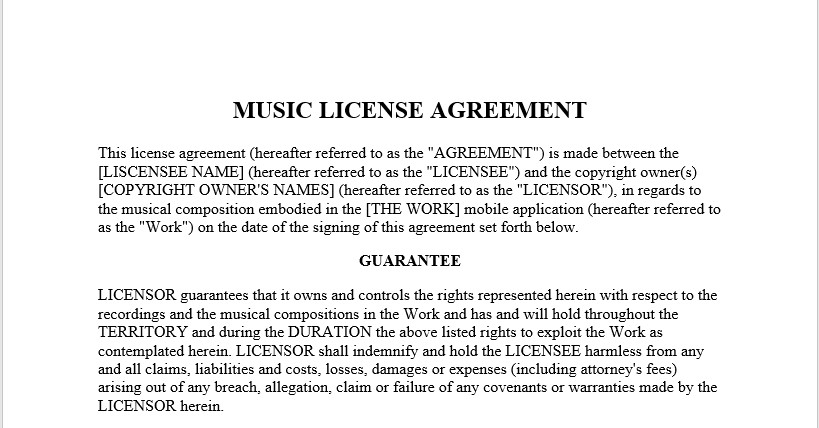 MUSIC LICENSE AGREEMENT
This license agreement (hereafter referred to as the "AGREEMENT") is made between the
[LISCENSEE NAME] (hereafter referred to as the "LICENSEE") and the copyright owner(s)
[COPYRIGHT OWNER'S NAMES] (hereafter referred to as the "LICENSOR"), in regards to
the musical composition embodied in the [THE WORK] mobile application (hereafter referred to
as the "Work") on the date of the signing of this agreement set forth below.
GUARANTEE
LICENSOR guarantees that it owns and controls the rights represented herein with respect to the
recordings and the musical compositions in the Work and has and will hold throughout the
TERRITORY and during the DURATION the above listed rights to exploit the Work as
contemplated herein. LICENSOR shall indemnify and hold the LICENSEE harmless from any
and all claims, liabilities and costs, losses, damages or expenses (including attorney's fees)
arising out of any breach, allegation, claim or failure of any covenants or warranties made by the
LICENSOR herein.